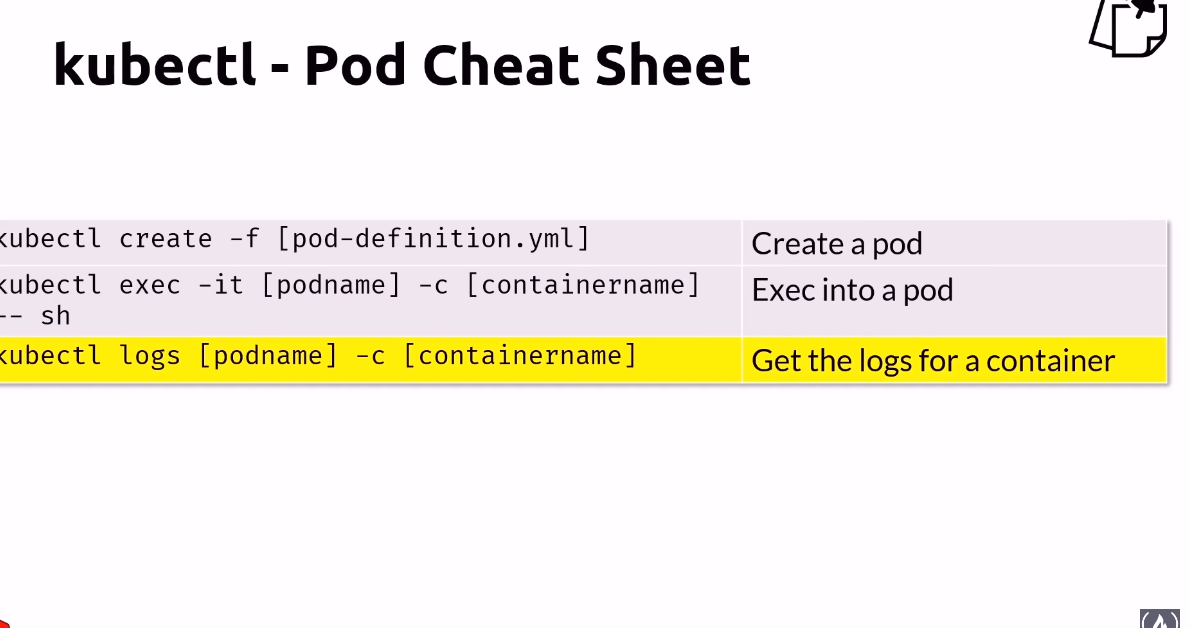 kubectl - Pod Cheat Sheet
kubectl create -f [pod-definition.yml]
Create a pod
kubectl exec -it [podname] -c [containername]
-- sh
Exec into a pod
kubectl logs [podname] -c [containername]
Get the logs for a container